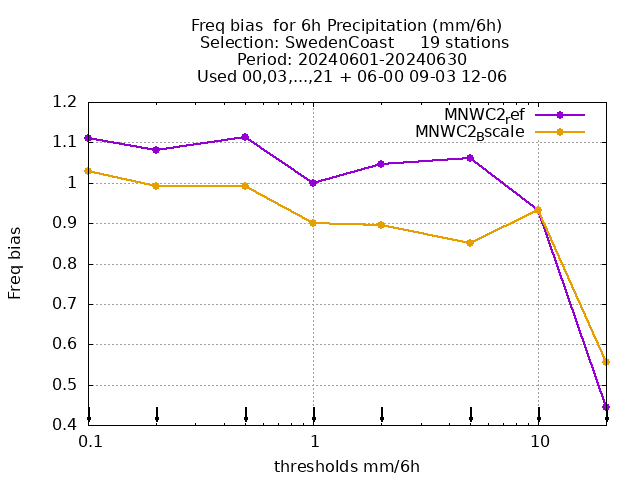 Freq bias  for 6h Precipitation (mm/6h)
Selection: SwedenCoast     19 stations
Period: 20240601-20240630
Used 00,03,...,21 + 06-00 09-03 12-06
MNWC2ref
MNWC2Bscale
1.2
1.1
1
0.9
0.8
0.7
0.6
0.5
0.4
Freq bias
0.1
1
10
thresholds mm/6h